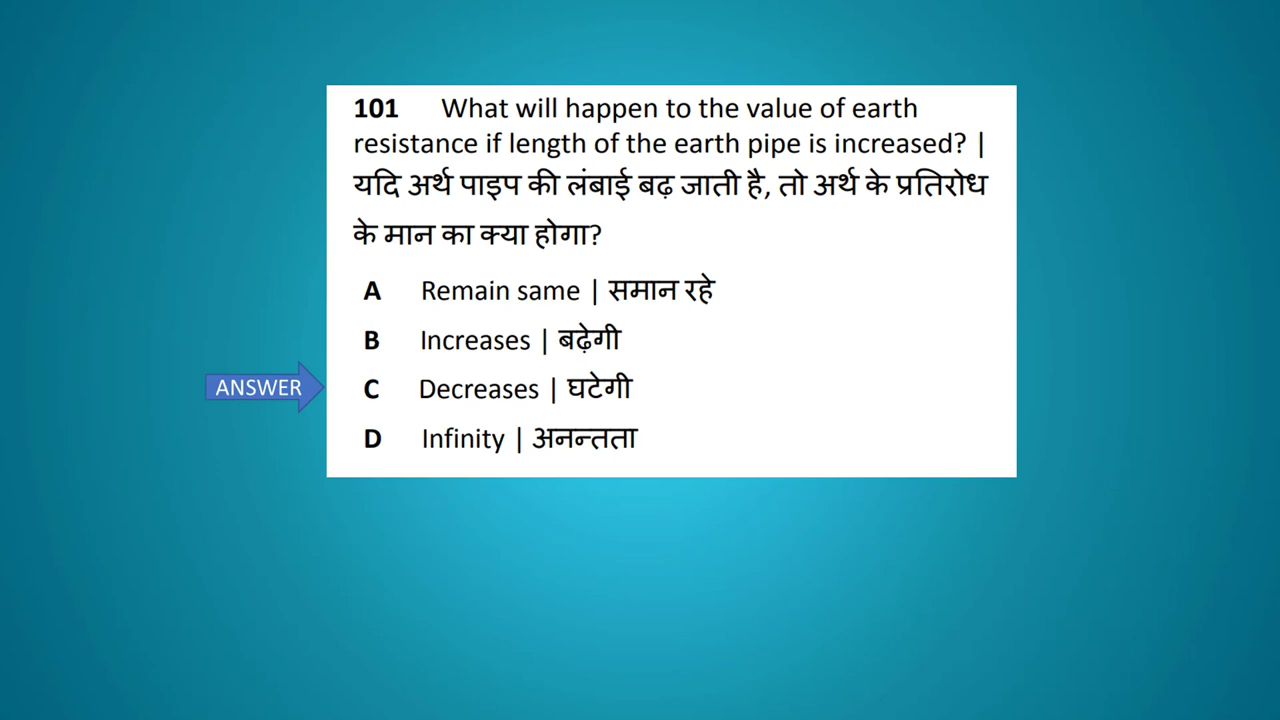 101 What will happen to the value of earth
resistance if length of the earth pipe is increased? |
यदि अर्थ पाइप की लंबाई बढ़ जाती है, तो अर्थ के प्रतिरोध
के मान का क्या होगा?
A Remain same | समान रहे
B Increases | बढ़ेगी
ANSWER C Decreases | घटेगी
D Infinity | अनन्तता